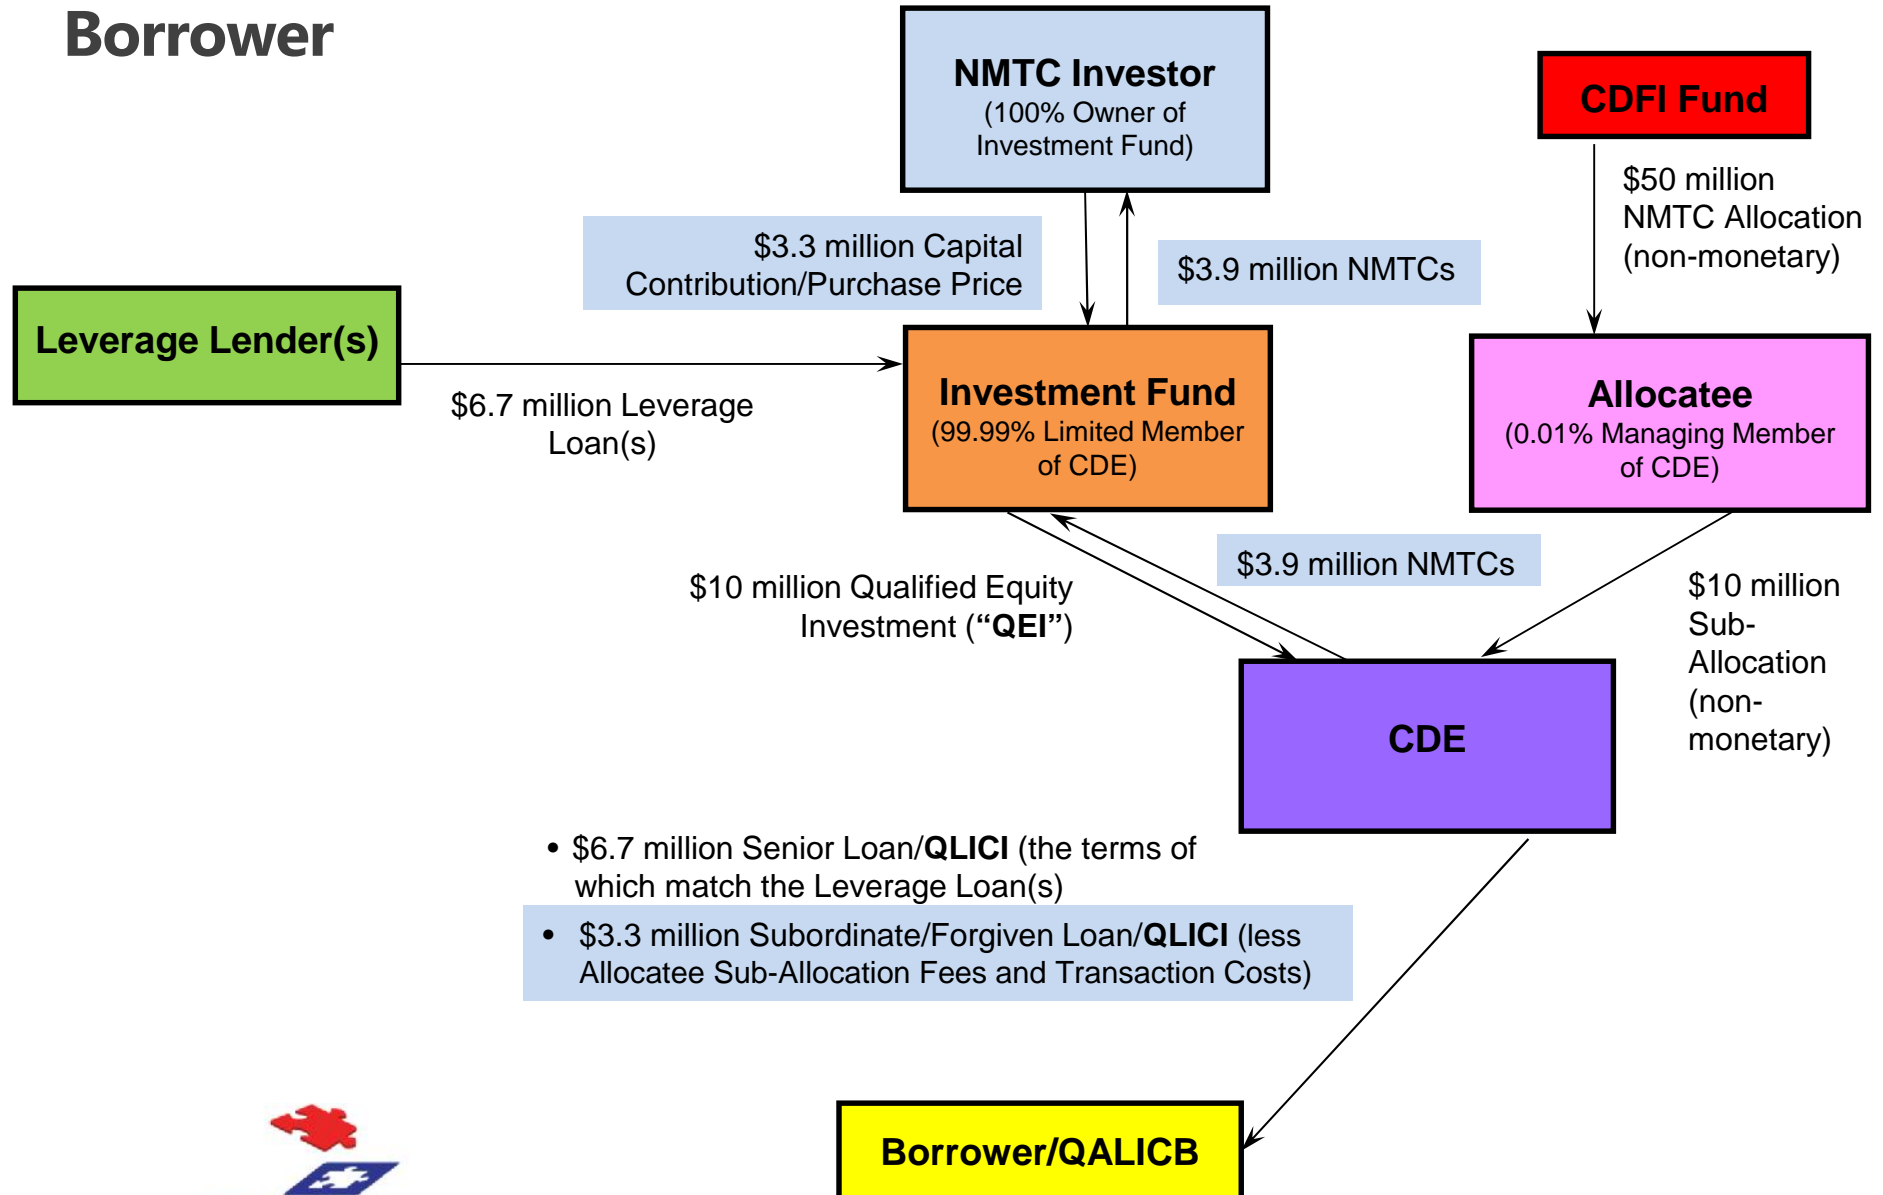 Borrower
NMTC Investor
(100% Owner of
Investment Fund)
CDFI Fund
$50 million
NMTC Allocation
(non-monetary)
$3.3 million Capital
Contribution/Purchase Price
$3.9 million NMTCs
Leverage Lender(s)
$6.7 million Leverage
Loan(s)
Investment Fund
(99.99% Limited Member
of CDE)
Allocatee
(0.01% Managing Member
of CDE)
$10 million Qualified Equity
Investment (“QEI”)
$3.9 million NMTCs
$10 million
Sub-
Allocation
(non-
monetary)
CDE
• $6.7 million Senior Loan/QLICI (the terms of
which match the Leverage Loan(s)
• $3.3 million Subordinate/Forgiven Loan/QLICI (less
Allocatee Sub-Allocation Fees and Transaction Costs)
Borrower/QALICB